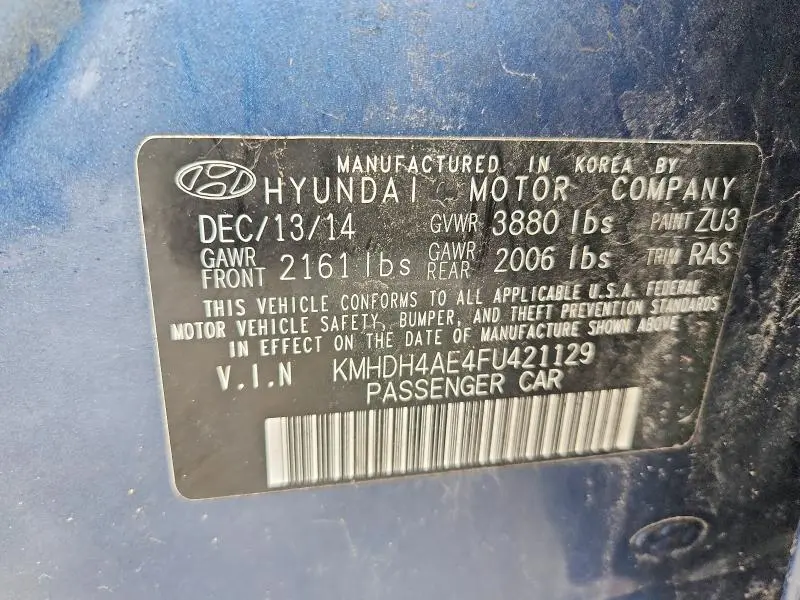 MANUFACTURED IN KOREA BY
HYUNDAI MOTOR COMPANY
DEC/13/14 GVWR 3880 lbs PAINT ZU3
GAWR FRONT 2161 lbs GAWR REAR 2006 lbs TRIM RAS
THIS VEHICLE CONFORMS TO ALL APPLICABLE U.S.A. FEDERAL
MOTOR VEHICLE SAFETY, BUMPER, AND THEFT PREVENTION STANDARDS
IN EFFECT ON THE DATE OF MANUFACTURE SHOWN ABOVE
V.I.N KMHDH4AE4FU421129
PASSENGER CAR